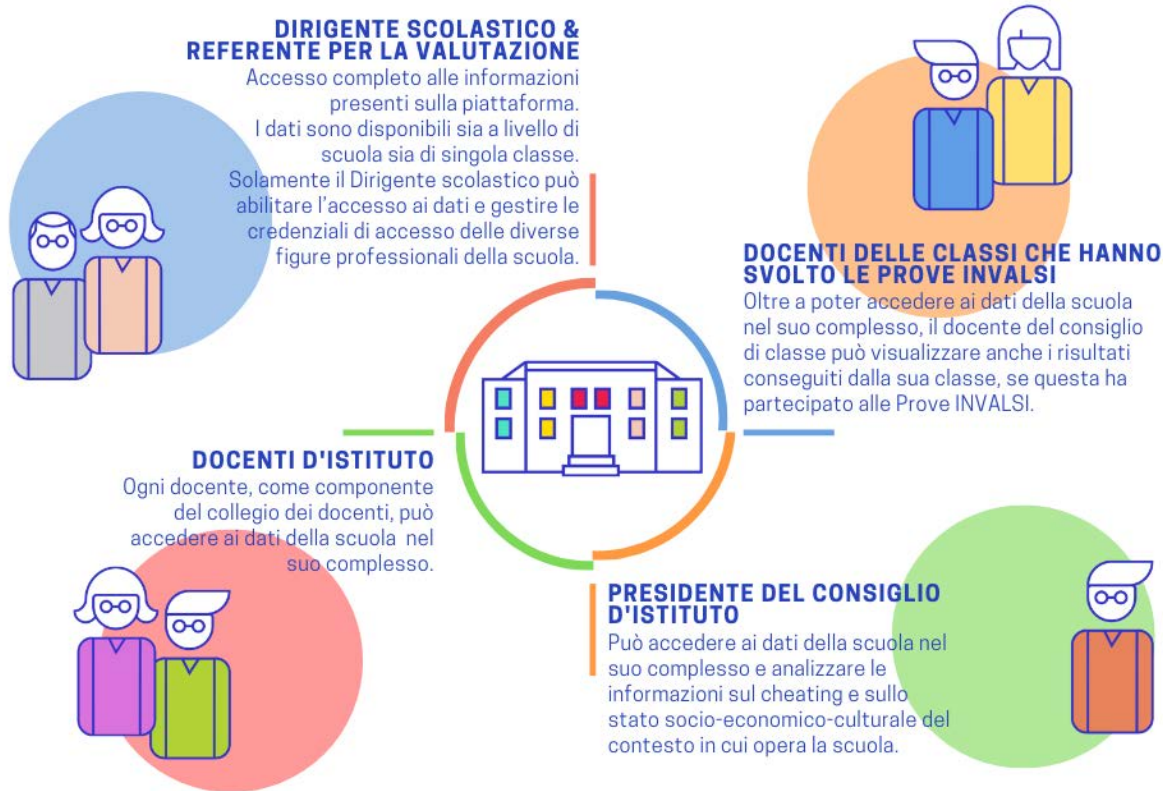 DIRIGENTE SCOLASTICO &
REFERENTE PER LA VALUTAZIONE
Accesso completo alle informazioni
presenti sulla piattaforma.
I dati sono disponibili sia a livello di
scuola sia di singola classe.
Solamente il Dirigente scolastico può
abilitare l'accesso ai dati e gestire le
credenziali di accesso delle diverse
figure professionali della scuola.
DOCENTI DELLE CLASSI CHE HANNO
SVOLTO LE PROVE INVALSI
Oltre a poter accedere ai dati della scuola
nel suo complesso, il docente del consiglio
di classe può visualizzare anche i risultati
conseguiti dalla sua classe, se questa ha
partecipato alle Prove INVALSI.
DOCENTI D'ISTITUTO
Ogni docente, come componente
del collegio dei docenti, può
accedere ai dati della scuola nel
suo complesso.
PRESIDENTE DEL CONSIGLIO
D'ISTITUTO
Può accedere ai dati della scuola nel
suo complesso e analizzare le
informazioni sul cheating e sullo
stato socio-economico-culturale del
contesto in cui opera la scuola.